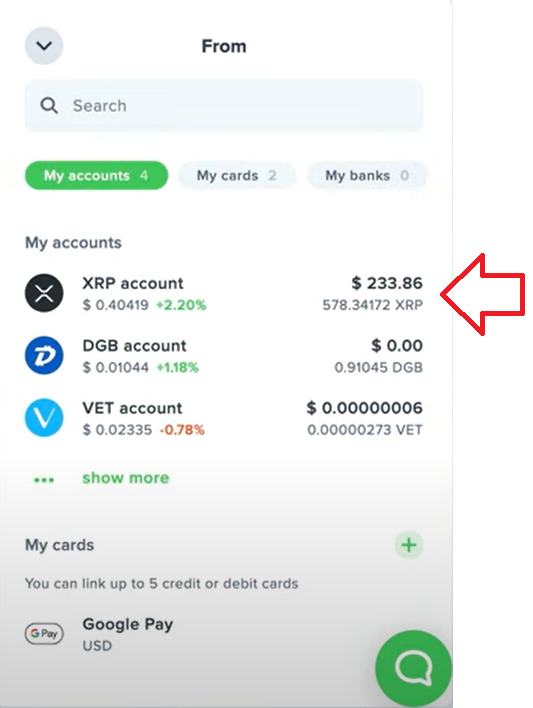 From
Search
My accounts 4 My cards 2 My banks 0
My accounts
XRP account $ 233.86
$ 0.40419 +2.20% 578.34172 XRP
DGB account $ 0.00
$ 0.01044 +1.18% 0.91045 DGB
VET account $ 0.00000006
$ 0.02335 -0.78% 0.00000273 VET
show more
My cards
You can link up to 5 credit or debit cards
G Pay Google Pay
USD